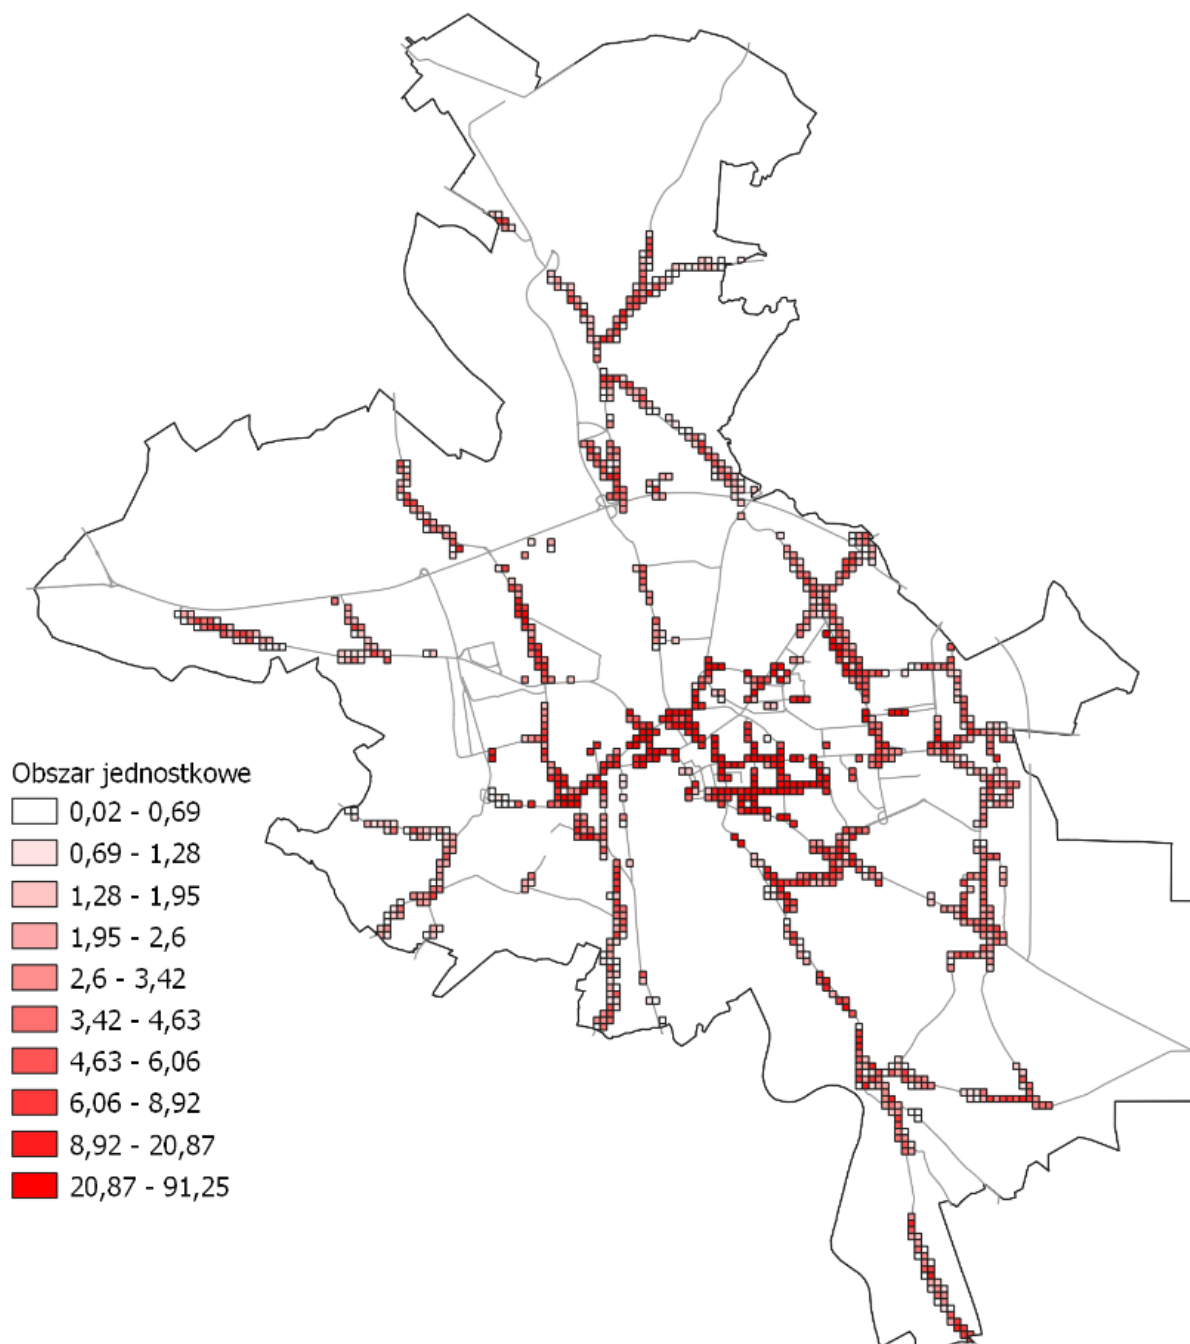 Obszar jednostkowe
0,02 - 0,69
0,69 - 1,28
1,28 - 1,95
1,95 - 2,6
2,6 - 3,42
3,42 - 4,63
4,63 - 6,06
6,06 - 8,92
8,92 - 20,87
20,87 - 91,25